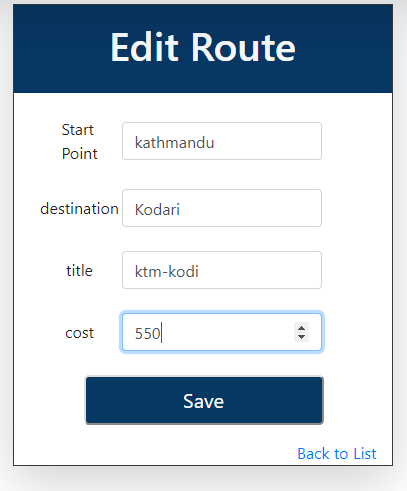 Edit Route
Start
Point
kathmandu
destination
Kodari
title
ktm-kodi
cost
550
Save
Back to List